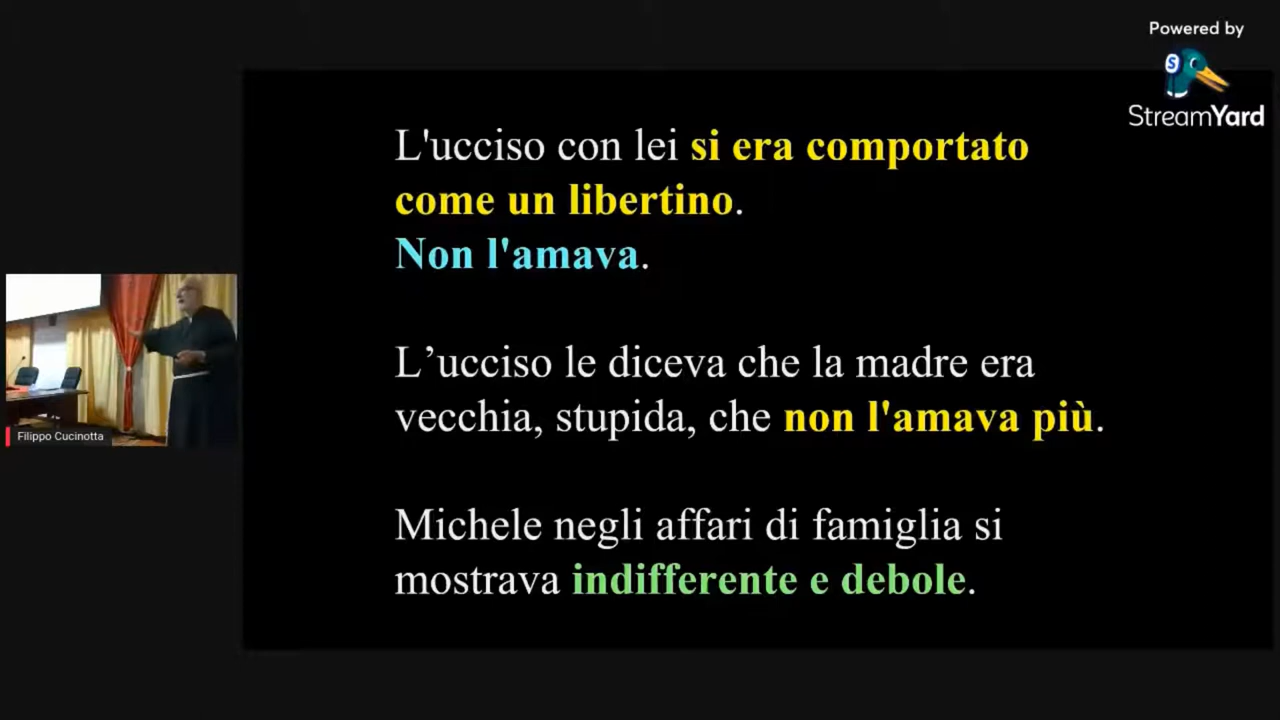 Powered by
S
StreamYard
L'ucciso con lei si era comportato
come un libertino.
Non l'amava.
L’ucciso le diceva che la madre era
vecchia, stupida, che non l'amava più.
Michele negli affari di famiglia si
mostrava indifferente e debole.
Filippo Cucinotta